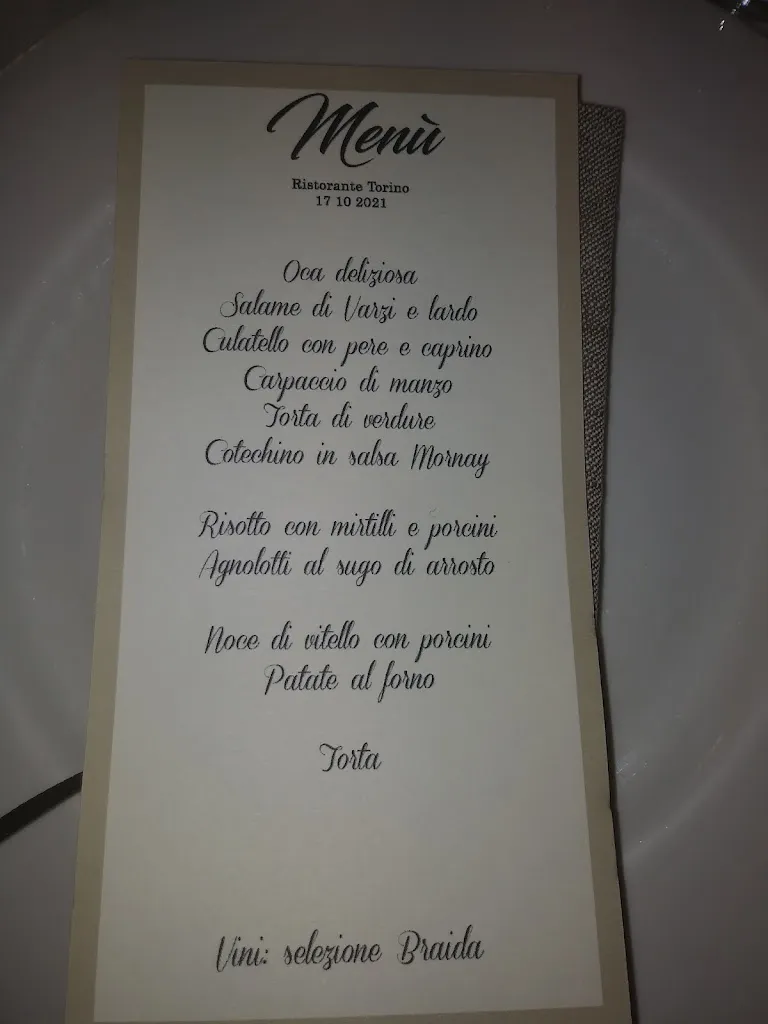 Menù
Ristorante Torino
17 10 2021
Oca deliziosa
Salame di Varzi e lardo
Culatello con pere e caprino
Carpaccio di manzo
Torta di verdure
Cotechino in salsa Mornay
Risotto con mirtilli e porcini
Agnolotti al sugo di arrosto
Noce di vitello con porcini
Patate al forno
Torta
Vini: selezione Braida